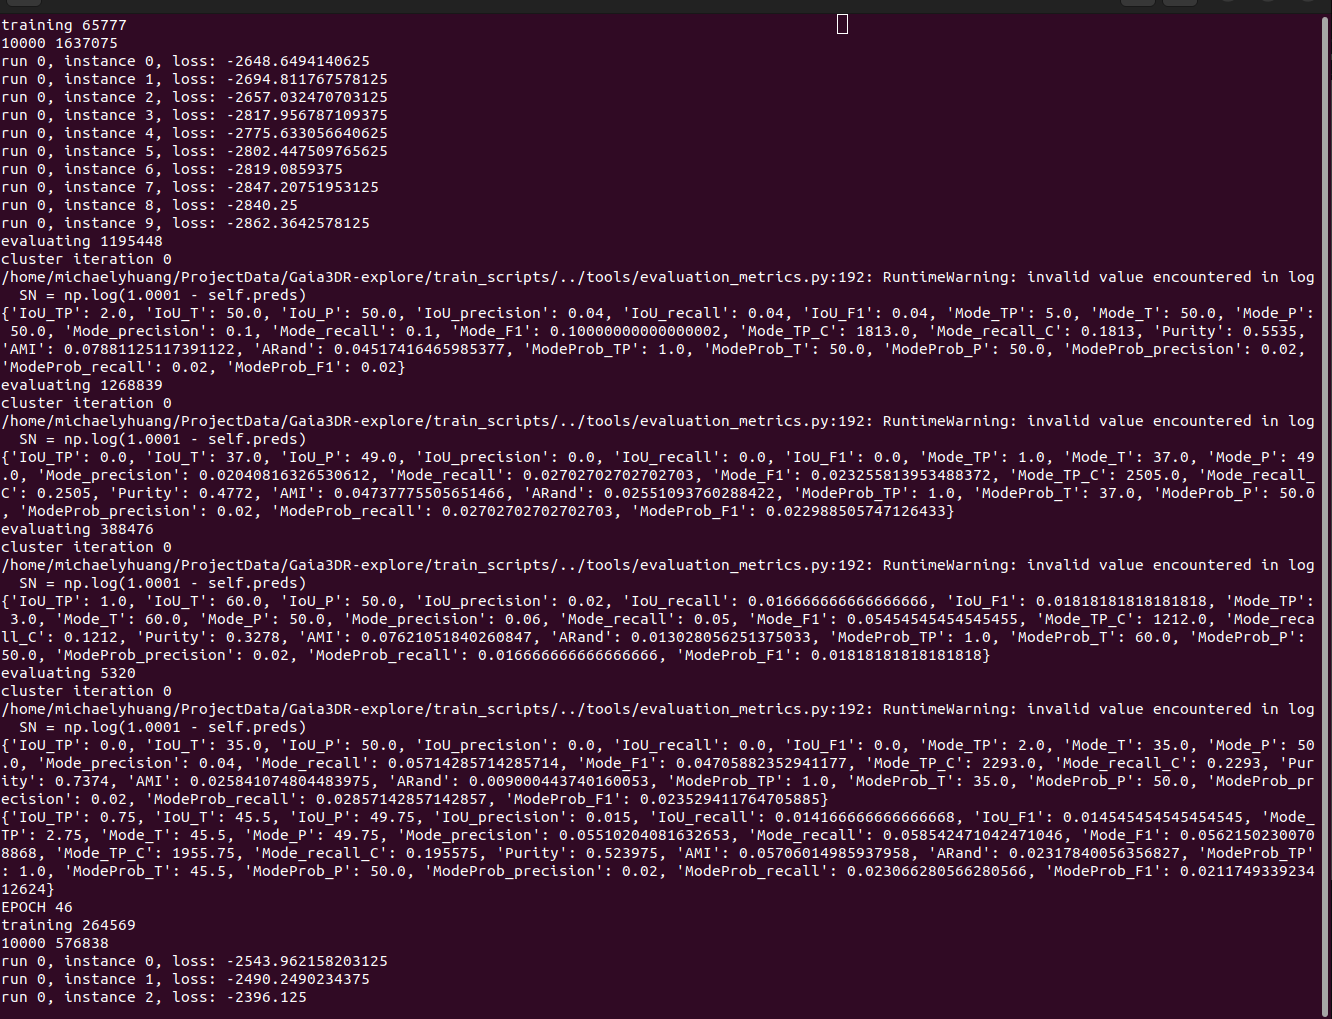 training 65777
10000 1637075
run 0, instance 0, loss: -2648.6494140625
run 0, instance 1, loss: -2694.811767578125
run 0, instance 2, loss: -2657.032470703125
run 0, instance 3, loss: -2817.956787109375
run 0, instance 4, loss: -2775.633056640625
run 0, instance 5, loss: -2802.447509765625
run 0, instance 6, loss: -2819.0859375
run 0, instance 7, loss: -2847.20751953125
run 0, instance 8, loss: -2840.25
run 0, instance 9, loss: -2862.3642578125
evaluating 1195448
cluster iteration 0
/home/michaelyhuang/ProjectData/Gaia3DR-explore/train_scripts/../tools/evaluation_metrics.py:192: RuntimeWarning: invalid value encountered in log
  SN = np.log(1.0001 - self.preds)
{'IoU_TP': 2.0, 'IoU_T': 50.0, 'IoU_P': 50.0, 'IoU_precision': 0.04, 'IoU_recall': 0.04, 'IoU_F1': 0.04, 'Mode_TP': 5.0, 'Mode_T': 50.0, 'Mode_P':
 50.0, 'Mode_precision': 0.1, 'Mode_recall': 0.1, 'Mode_F1': 0.10000000000000002, 'Mode_TP_C': 1813.0, 'Mode_recall_C': 0.1813, 'Purity': 0.5535,
'AMI': 0.07881125117391122, 'ARand': 0.04517416465985377, 'ModeProb_TP': 1.0, 'ModeProb_T': 50.0, 'ModeProb_P': 50.0, 'ModeProb_precision': 0.02,
'ModeProb_recall': 0.02, 'ModeProb_F1': 0.02}
evaluating 1268839
cluster iteration 0
/home/michaelyhuang/ProjectData/Gaia3DR-explore/train_scripts/../tools/evaluation_metrics.py:192: RuntimeWarning: invalid value encountered in log
  SN = np.log(1.0001 - self.preds)
{'IoU_TP': 0.0, 'IoU_T': 37.0, 'IoU_P': 49.0, 'IoU_precision': 0.0, 'IoU_recall': 0.0, 'IoU_F1': 0.0, 'Mode_TP': 1.0, 'Mode_T': 37.0, 'Mode_P': 49
.0, 'Mode_precision': 0.02040816326530612, 'Mode_recall': 0.02702702702702703, 'Mode_F1': 0.023255813953488372, 'Mode_TP_C': 2505.0, 'Mode_recall_
C': 0.2505, 'Purity': 0.4772, 'AMI': 0.04737775505651466, 'ARand': 0.02551093760288422, 'ModeProb_TP': 1.0, 'ModeProb_T': 37.0, 'ModeProb_P': 50.0
, 'ModeProb_precision': 0.02, 'ModeProb_recall': 0.02702702702702703, 'ModeProb_F1': 0.022988505747126433}
evaluating 388476
cluster iteration 0
/home/michaelyhuang/ProjectData/Gaia3DR-explore/train_scripts/../tools/evaluation_metrics.py:192: RuntimeWarning: invalid value encountered in log
  SN = np.log(1.0001 - self.preds)
{'IoU_TP': 1.0, 'IoU_T': 60.0, 'IoU_P': 50.0, 'IoU_precision': 0.02, 'IoU_recall': 0.016666666666666666, 'IoU_F1': 0.01818181818181818, 'Mode_TP':
 3.0, 'Mode_T': 60.0, 'Mode_P': 50.0, 'Mode_precision': 0.06, 'Mode_recall': 0.05, 'Mode_F1': 0.05454545454545455, 'Mode_TP_C': 1212.0, 'Mode_reca
ll_C': 0.1212, 'Purity': 0.3278, 'AMI': 0.07621051840260847, 'ARand': 0.013028056251375033, 'ModeProb_TP': 1.0, 'ModeProb_T': 60.0, 'ModeProb_P':
50.0, 'ModeProb_precision': 0.02, 'ModeProb_recall': 0.016666666666666666, 'ModeProb_F1': 0.01818181818181818}
evaluating 5320
cluster iteration 0
/home/michaelyhuang/ProjectData/Gaia3DR-explore/train_scripts/../tools/evaluation_metrics.py:192: RuntimeWarning: invalid value encountered in log
  SN = np.log(1.0001 - self.preds)
{'IoU_TP': 0.0, 'IoU_T': 35.0, 'IoU_P': 50.0, 'IoU_precision': 0.0, 'IoU_recall': 0.0, 'IoU_F1': 0.0, 'Mode_TP': 2.0, 'Mode_T': 35.0, 'Mode_P': 50
.0, 'Mode_precision': 0.04, 'Mode_recall': 0.05714285714285714, 'Mode_F1': 0.04705882352941177, 'Mode_TP_C': 2293.0, 'Mode_recall_C': 0.2293, 'Pur
ity': 0.7374, 'AMI': 0.025841074804483975, 'ARand': 0.009000443740160053, 'ModeProb_TP': 1.0, 'ModeProb_T': 35.0, 'ModeProb_P': 50.0, 'ModeProb_pr
ecision': 0.02, 'ModeProb_recall': 0.02857142857142857, 'ModeProb_F1': 0.023529411764705885}
{'IoU_TP': 0.75, 'IoU_T': 45.5, 'IoU_P': 49.75, 'IoU_precision': 0.015, 'IoU_recall': 0.014166666666666668, 'IoU_F1': 0.014545454545454545, 'Mode_
TP': 2.75, 'Mode_T': 45.5, 'Mode_P': 49.75, 'Mode_precision': 0.05510204081632653, 'Mode_recall': 0.058542471042471046, 'Mode_F1': 0.0562150230070
8868, 'Mode_TP_C': 1955.75, 'Mode_recall_C': 0.195575, 'Purity': 0.523975, 'AMI': 0.05706014985937958, 'ARand': 0.02317840056356827, 'ModeProb_TP'
: 1.0, 'ModeProb_T': 45.5, 'ModeProb_P': 50.0, 'ModeProb_precision': 0.02, 'ModeProb_recall': 0.023066280566280566, 'ModeProb_F1': 0.0211749339234
12624}
EPOCH 46
training 264569
10000 576838
run 0, instance 0, loss: -2543.962158203125
run 0, instance 1, loss: -2490.2490234375
run 0, instance 2, loss: -2396.125